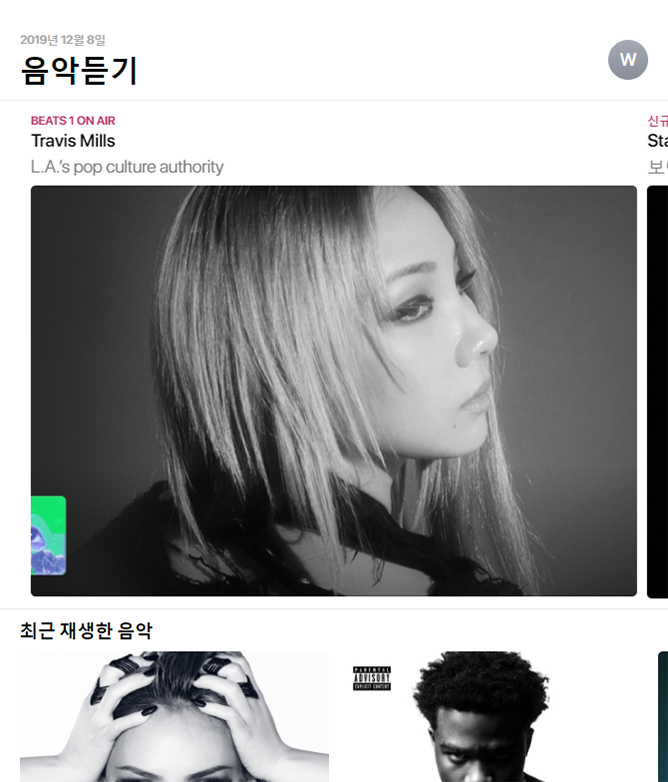 2019년 12월 8일
음악듣기
W
BEATS 1 ON AIR
Travis Mills
L.A.’s pop culture authority
신규
Sta
보
최근 재생한 음악
PARENTAL
ADVISORY
EXPLICIT CONTENT